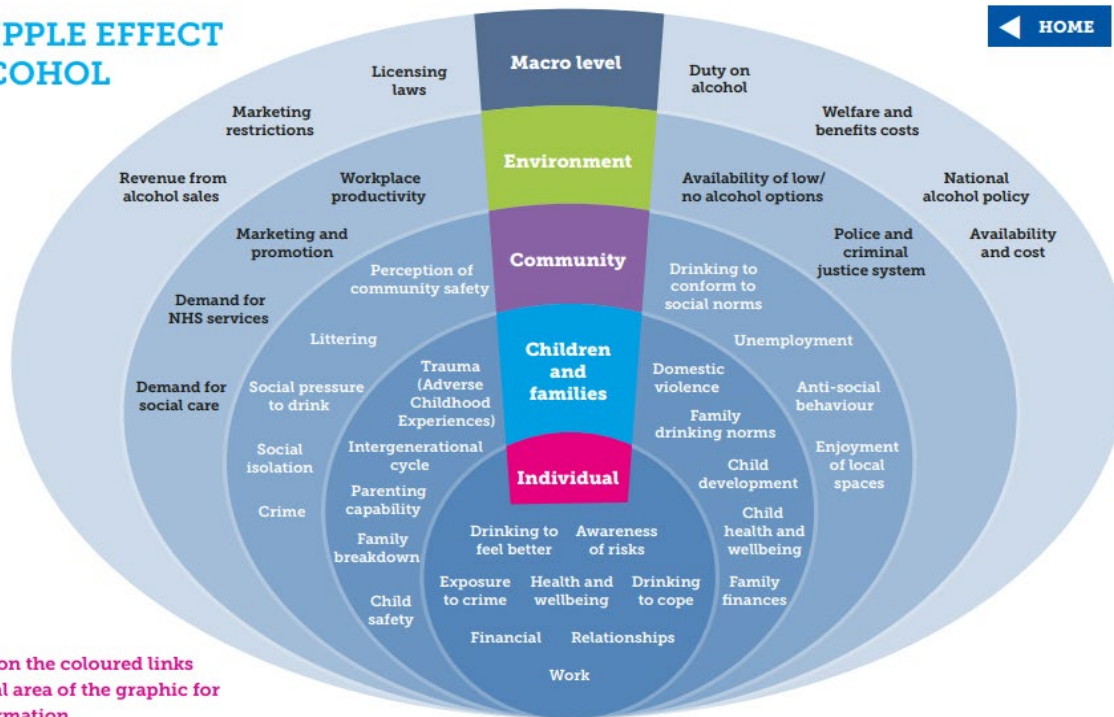 PPLE EFFECT
COHOL
HOME
Macro level
Licensing
laws
Duty on
alcohol
Marketing
restrictions
Welfare and
benefits costs
Environment
Revenue from
alcohol sales
Workplace
productivity
Availability of low/
no alcohol options
National
alcohol policy
Marketing and
promotion
Police and
criminal
justice system
Availability
and cost
Community
Perception of
community safety
Drinking to
conform to
social norms
Demand for
NHS services
Littering
Unemployment
Children
and
families
Trauma
(Adverse
Childhood
Experiences)
Domestic
violence
Demand for
social care
Social pressure
to drink
Anti-social
behaviour
Family
drinking norms
Social
isolation
Intergenerational
cycle
Enjoyment
of local
spaces
Individual
Child
development
Crime
Parenting
capability
Child
health and
wellbeing
Family
breakdown
Drinking to
feel better
Awareness
of risks
Exposure
to crime
Health and
wellbeing
Drinking
to cope
Family
finances
Child
safety
Financial
Relationships
Work
on the coloured links
l area of the graphic for